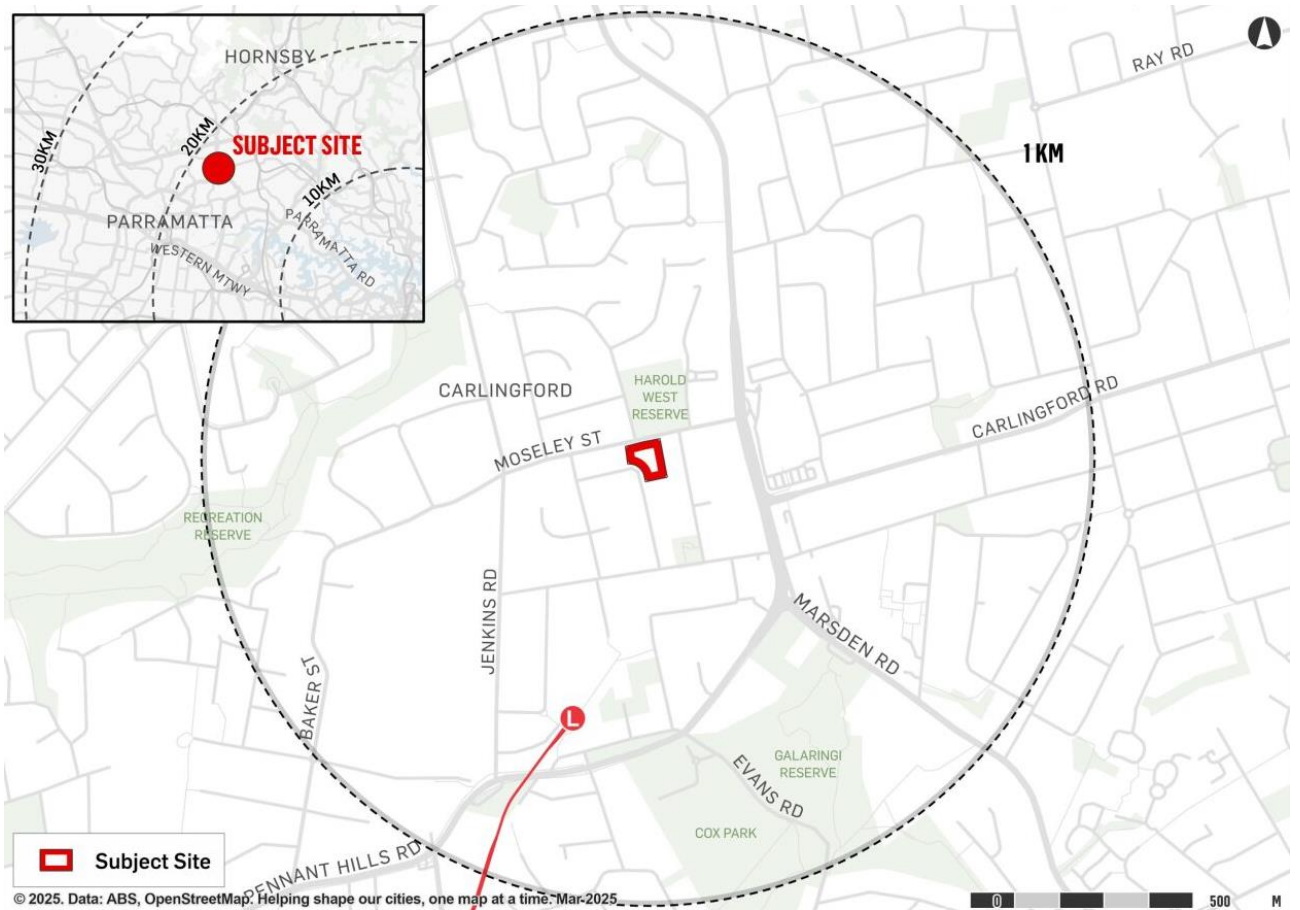 HORNSBY
30KM
20KM
SUBJECT SITE
10KM
PARRAMATTA
PARRAMATTA RD
WESTERN MTWY
RAY RD
1 KM
CARLINGFORD
HAROLD
WEST
RESERVE
MOSELEY ST
CARLINGFORD RD
RECREATION
RESERVE
JENKINS RD
BAKER ST
MARSDEN RD
L
EVANS RD
GALARINGI
RESERVE
COX PARK
PENNANT HILLS RD
Subject Site
© 2025. Data: ABS, OpenStreetMap. Helping shape our cities, one map at a time. Mar-2025
0 500 M